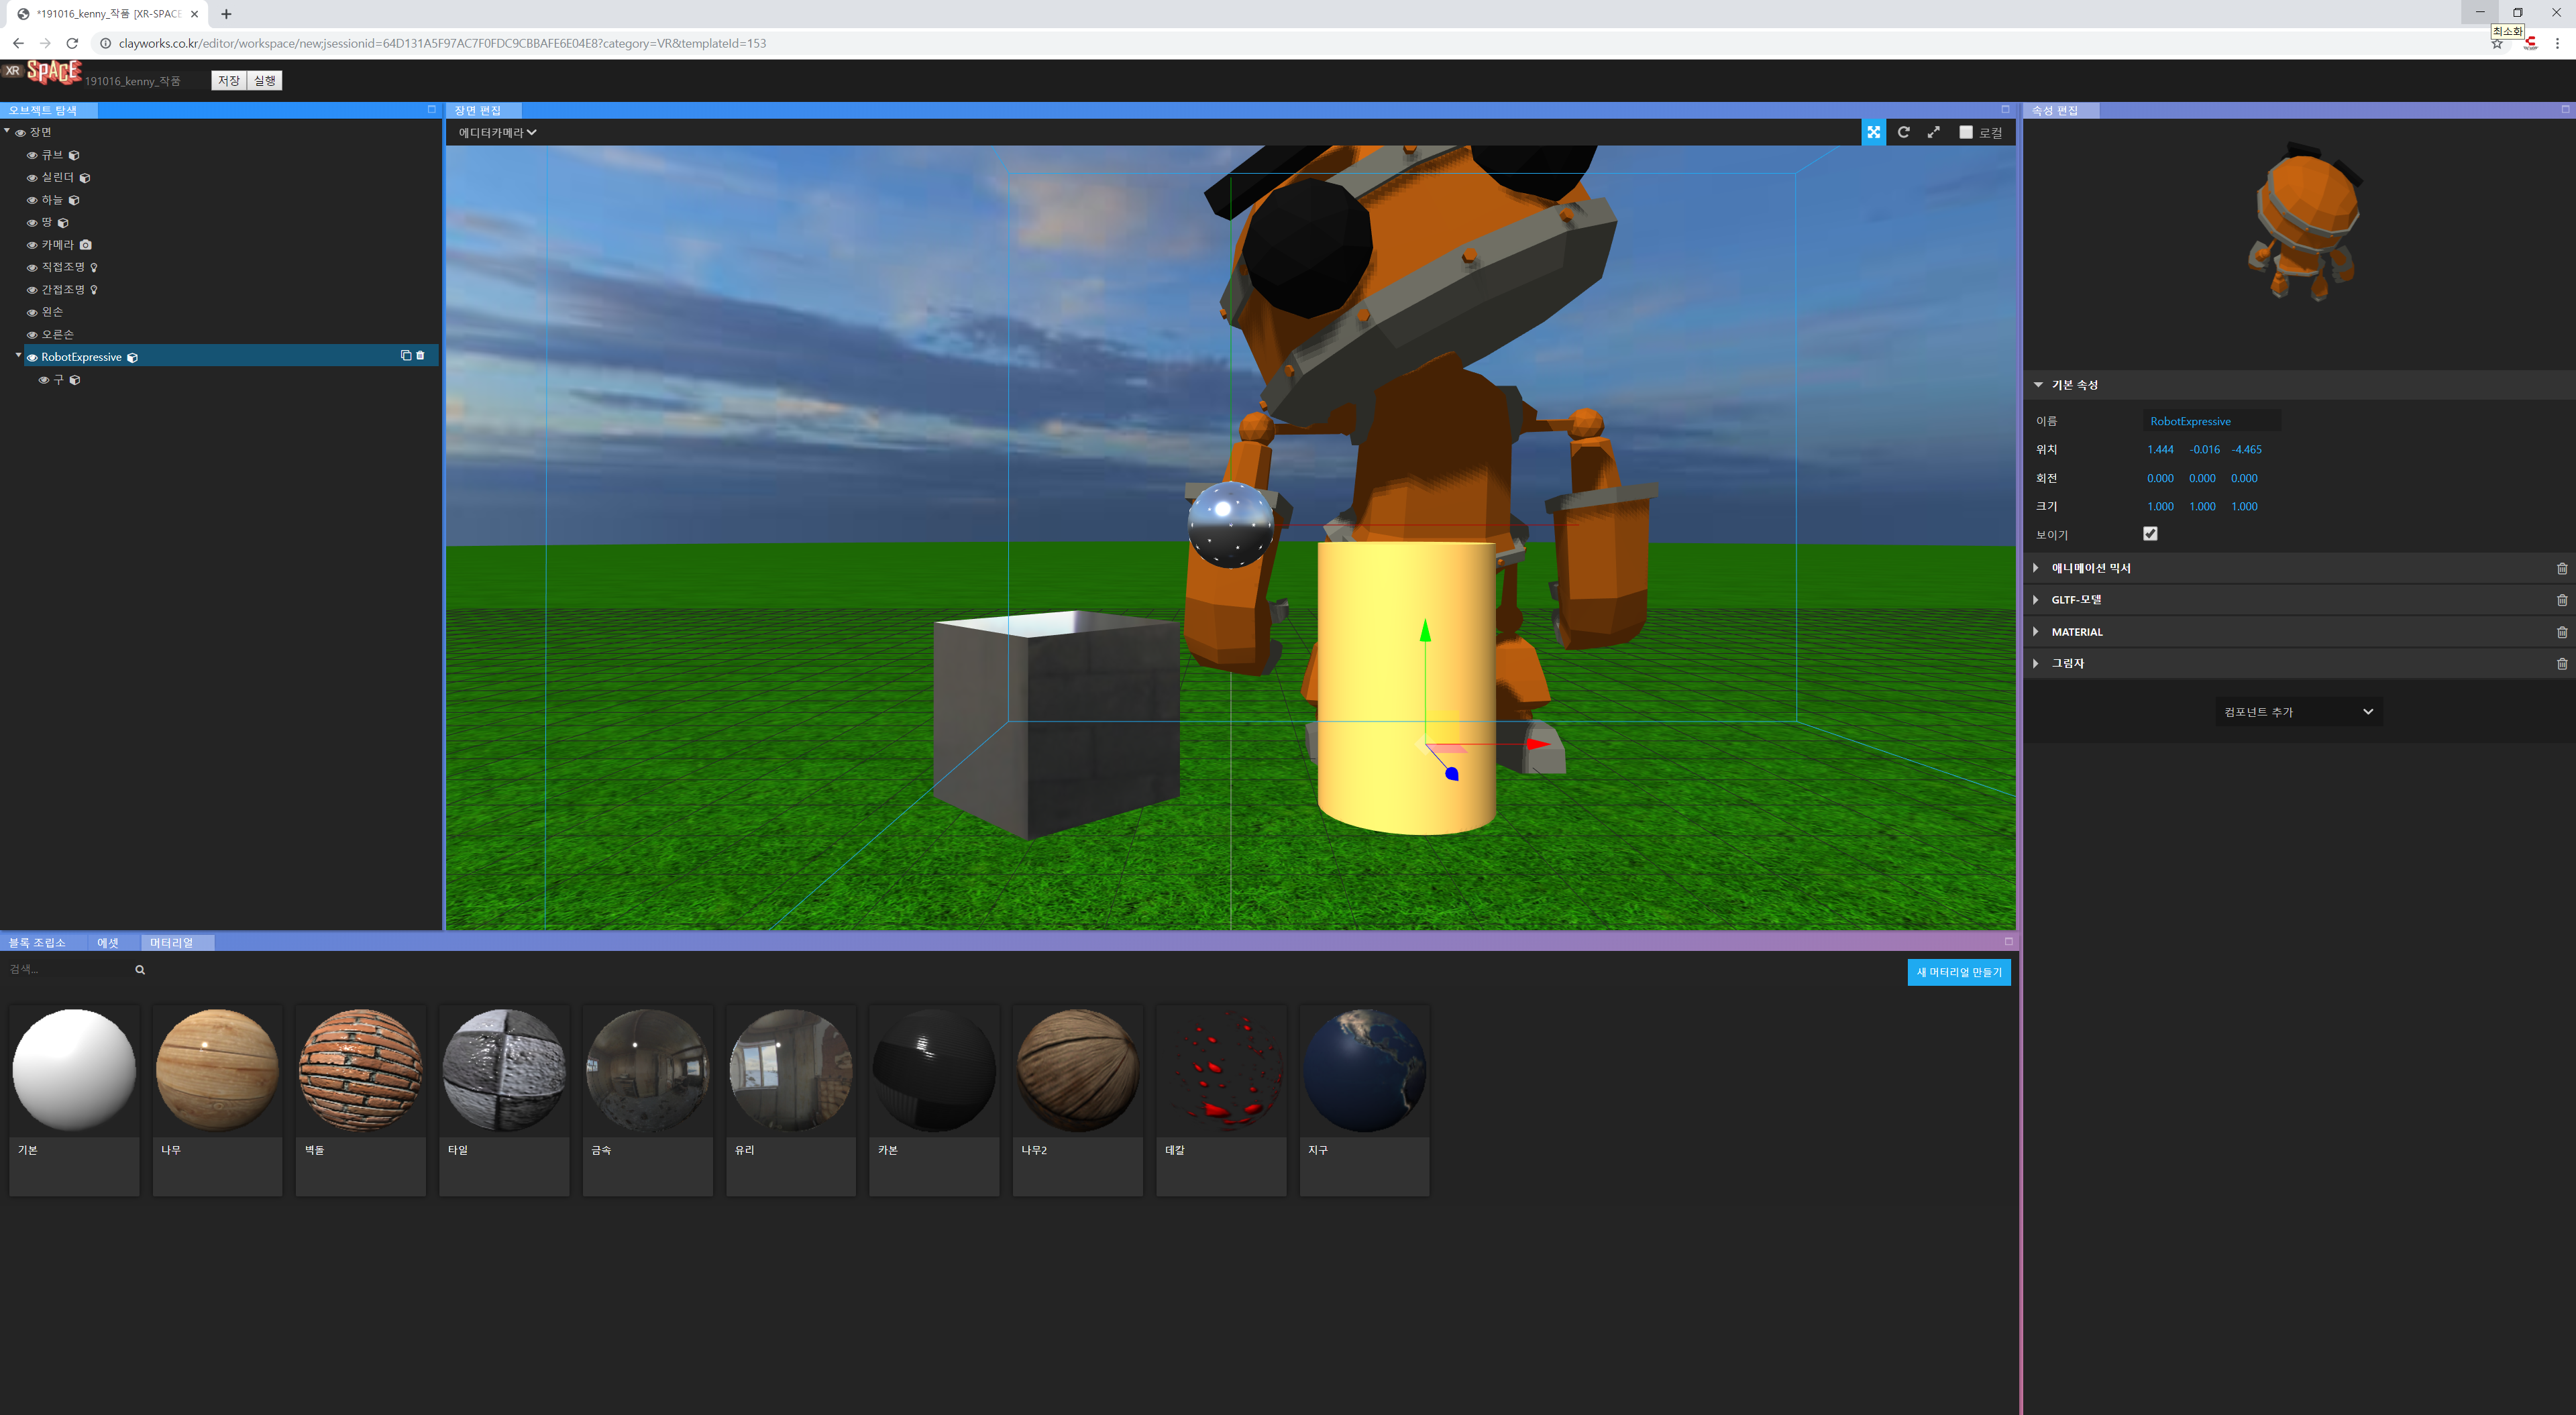 *191016_kenny_작품 [XR-SPACE
clayworks.co.kr/editor/workspace/new;jsessionid=64D131A5F97AC7F0FDC9CBBAFE6E04E8?category=VR&templateId=153
최소화
XR SPACE 191016_kenny_작품 저장 실행
오브젝트 탐색
장면
큐브
실린더
하늘
땅
카메라
직접조명
간접조명
왼손
오른손
RobotExpressive
구
장면 편집
에디터카메라
로컬
속성 편집
기본 속성
이름 RobotExpressive
위치 1.444 -0.016 -4.465
회전 0.000 0.000 0.000
크기 1.000 1.000 1.000
보이기
애니메이션 믹서
GLTF-모델
MATERIAL
그림자
컴포넌트 추가
블록 조립소 에셋 머터리얼
검색...
새 머터리얼 만들기
기본 나무 벽돌 타일 금속 유리 카본 나무2 데칼 지구